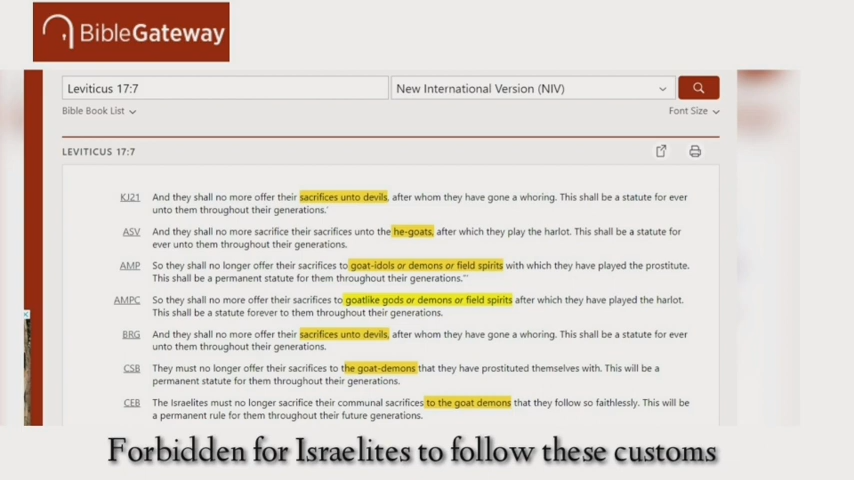 BibleGateway
Leviticus 17:7
New International Version (NIV)
Bible Book List
Font Size
LEVITICUS 17:7
KJ21 And they shall no more offer their sacrifices unto devils, after whom they have gone a whoring. This shall be a statute for ever
unto them throughout their generations.'
ASV And they shall no more sacrifice their sacrifices unto the he-goats, after which they play the harlot. This shall be a statute for
ever unto them throughout their generations.
AMP So they shall no longer offer their sacrifices to goat-idols or demons or field spirits with which they have played the prostitute.
This shall be a permanent statute for them throughout their generations."'
AMPC So they shall no more offer their sacrifices to goatlike gods or demons or field spirits after which they have played the harlot.
This shall be a statute forever to them throughout their generations.
BRG And they shall no more offer their sacrifices unto devils, after whom they have gone a whoring. This shall be a statute for ever
unto them throughout their generations.
CSB They must no longer offer their sacrifices to the goat-demons that they have prostituted themselves with. This will be a
permanent statute for them throughout their generations.
CEB The Israelites must no longer sacrifice their communal sacrifices to the goat demons that they follow so faithlessly. This will be
a permanent rule for them throughout their future generations.
Forbidden for Israelites to follow these customs